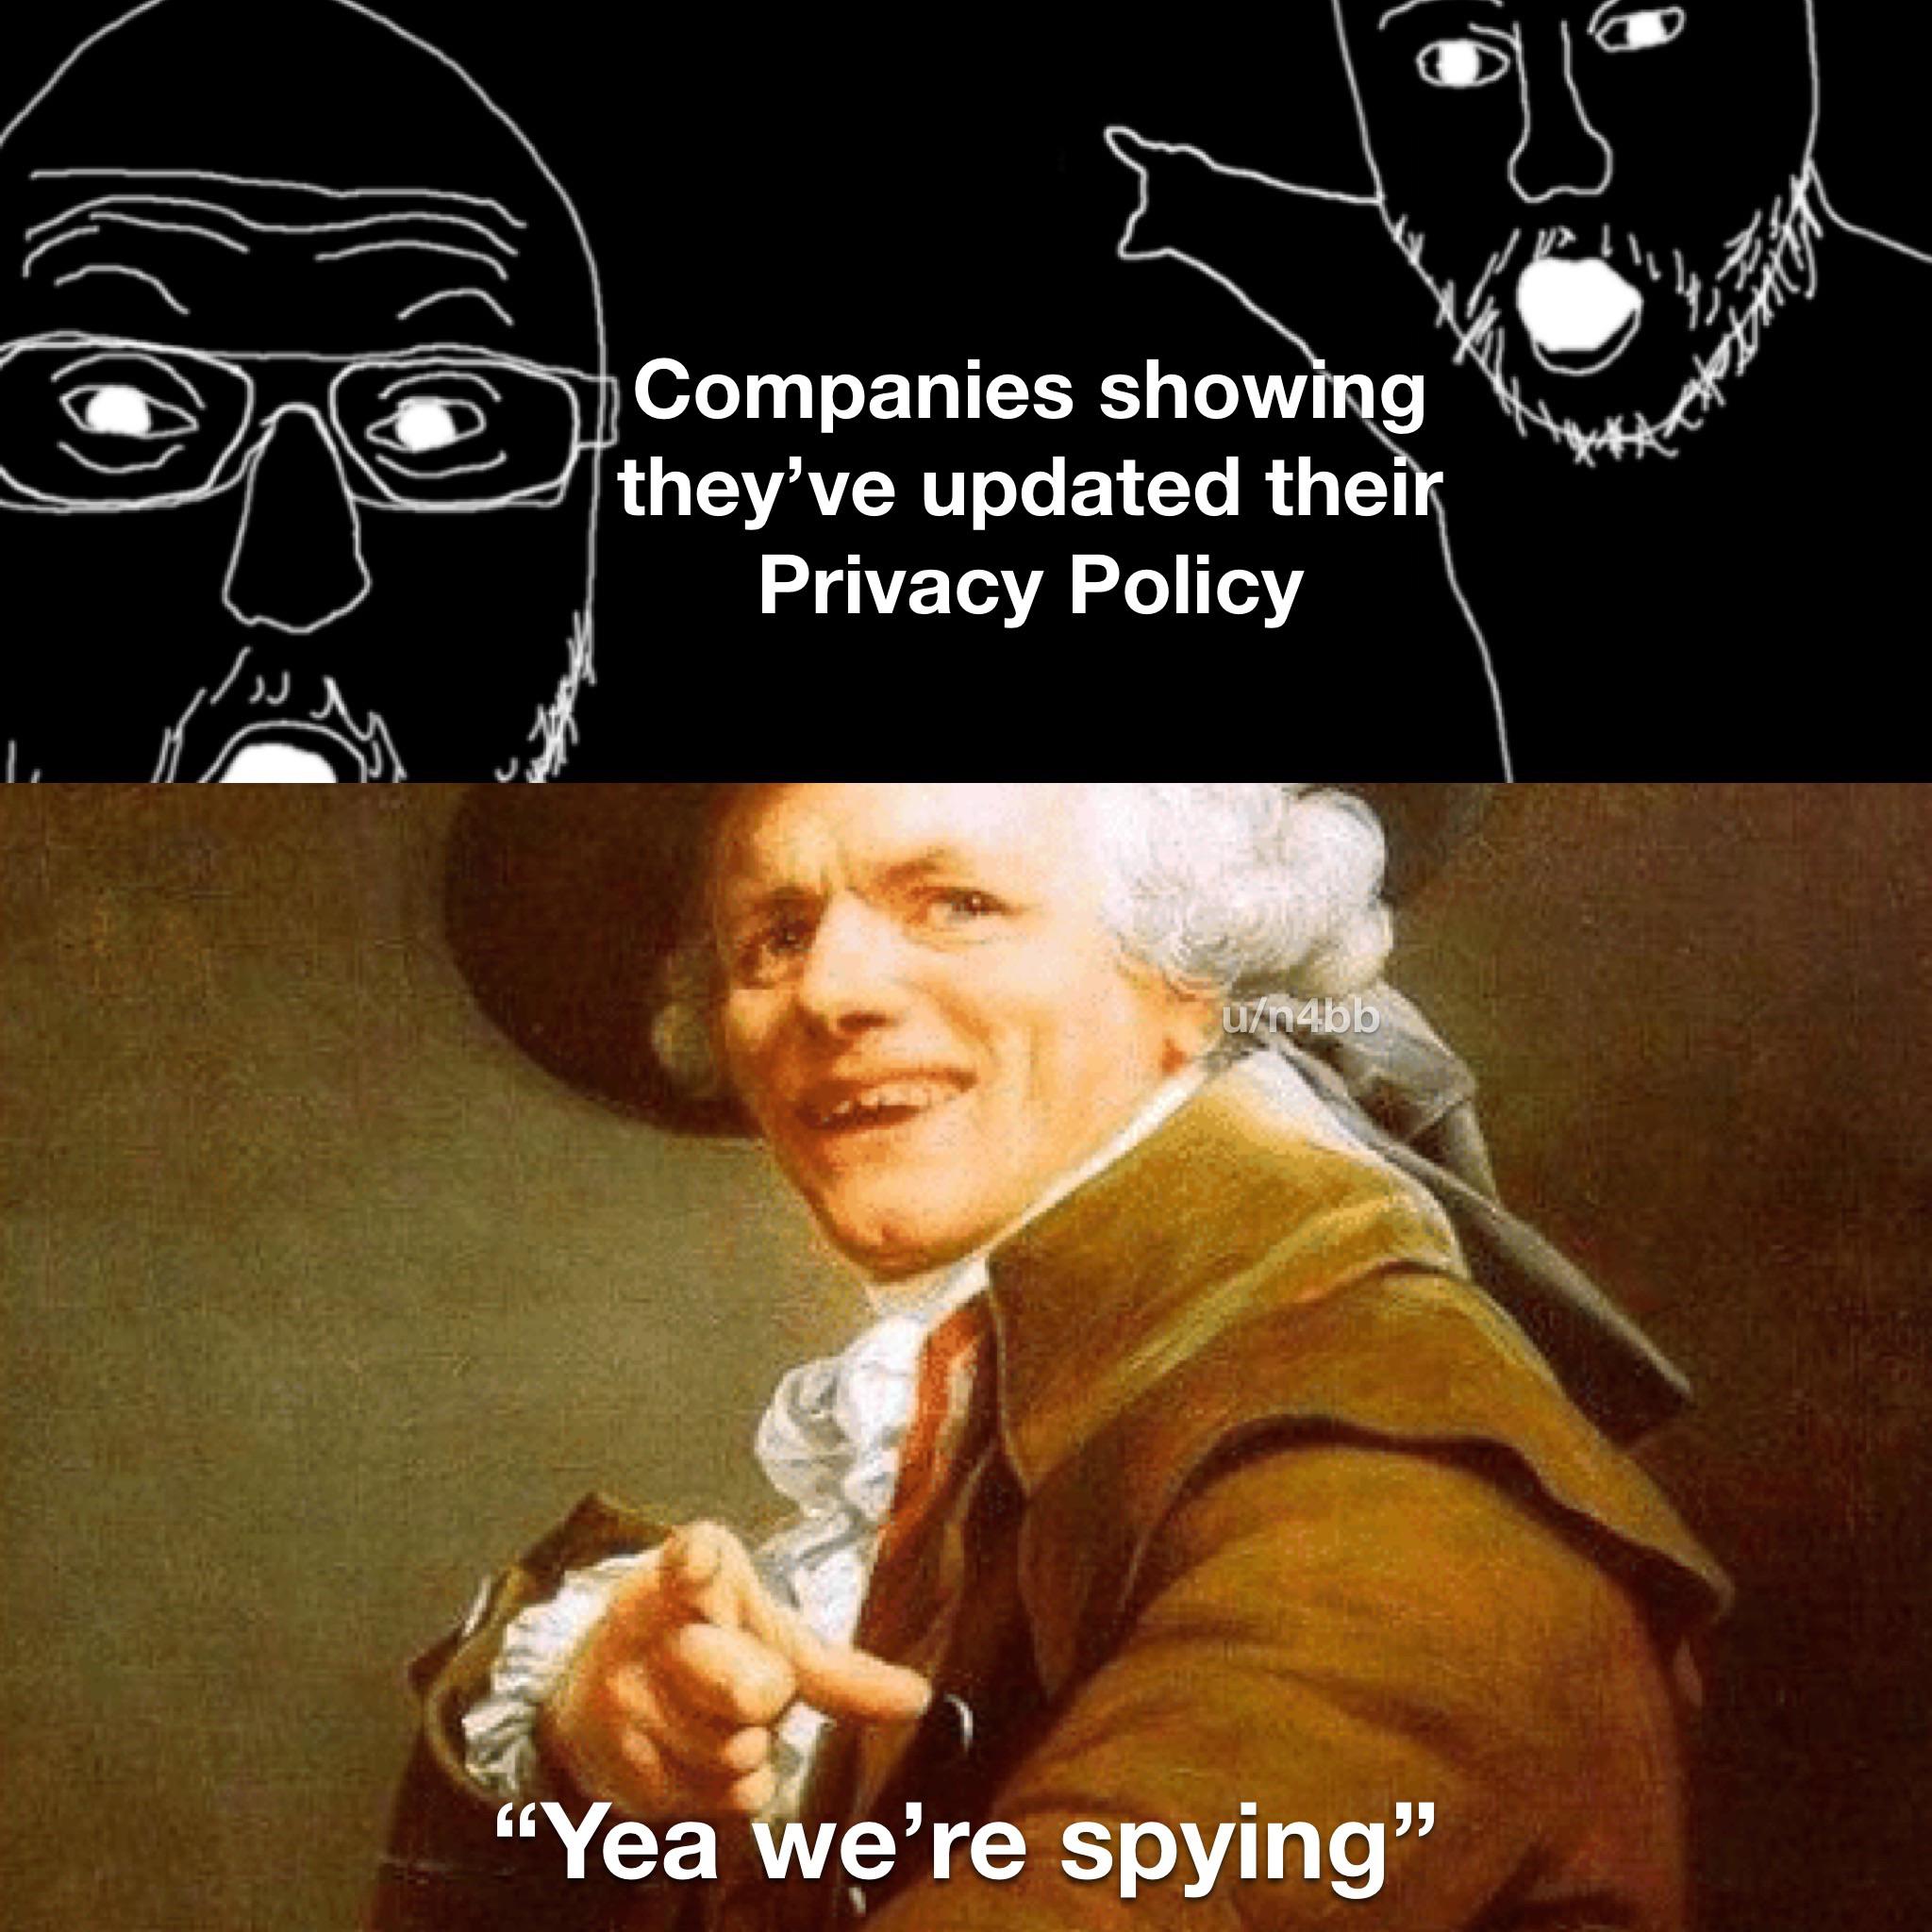 Companies showing
they’ve updated their
Privacy Policy
u/n4bb
“Yea we’re spying”